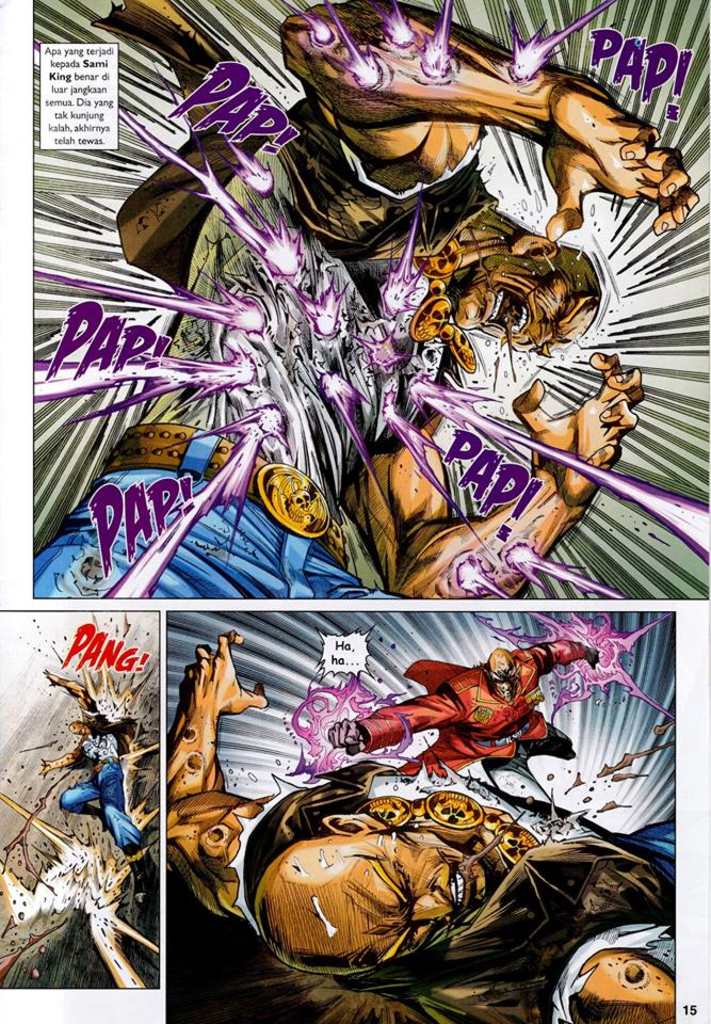 Apa yang terjadi
kepada Sami
King benar di
luar jangkaan
semua. Dia yang
tak kunjung
kalah, akhirnya
telah tewas.
PAP!
PAP!
PAP!
PAP!
PAP!
PANG!
Ha,
ha...
15